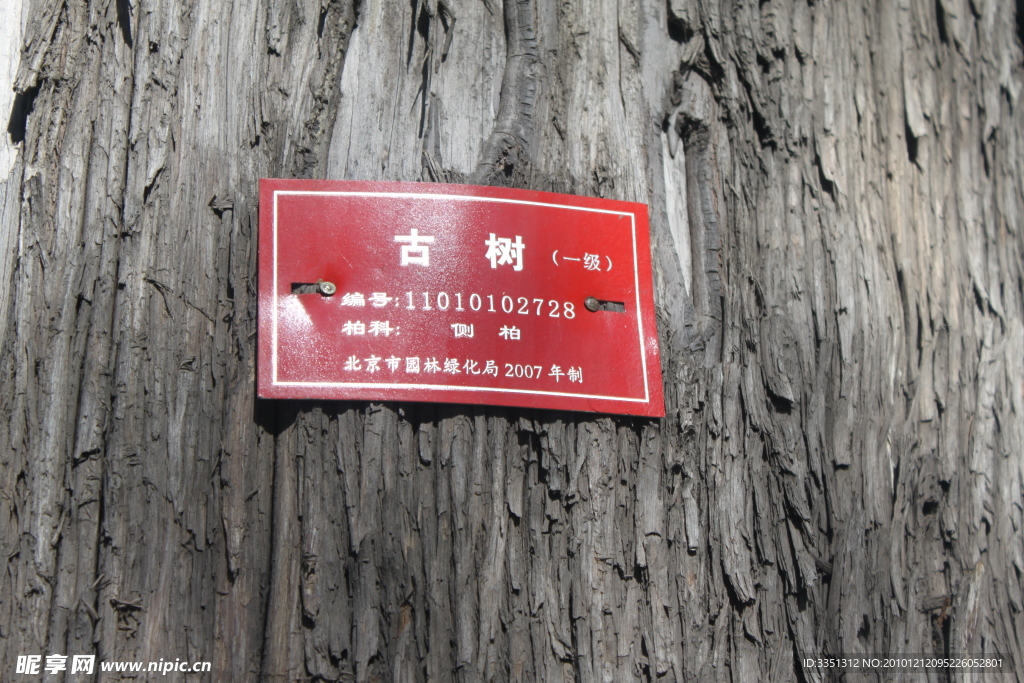 古 树 (一级)
编号:11010102728
柏科: 侧 柏
北京市园林绿化局 2007 年制
昵享网 www.nipic.cn
ID:3351312 NO:20101212095226052801